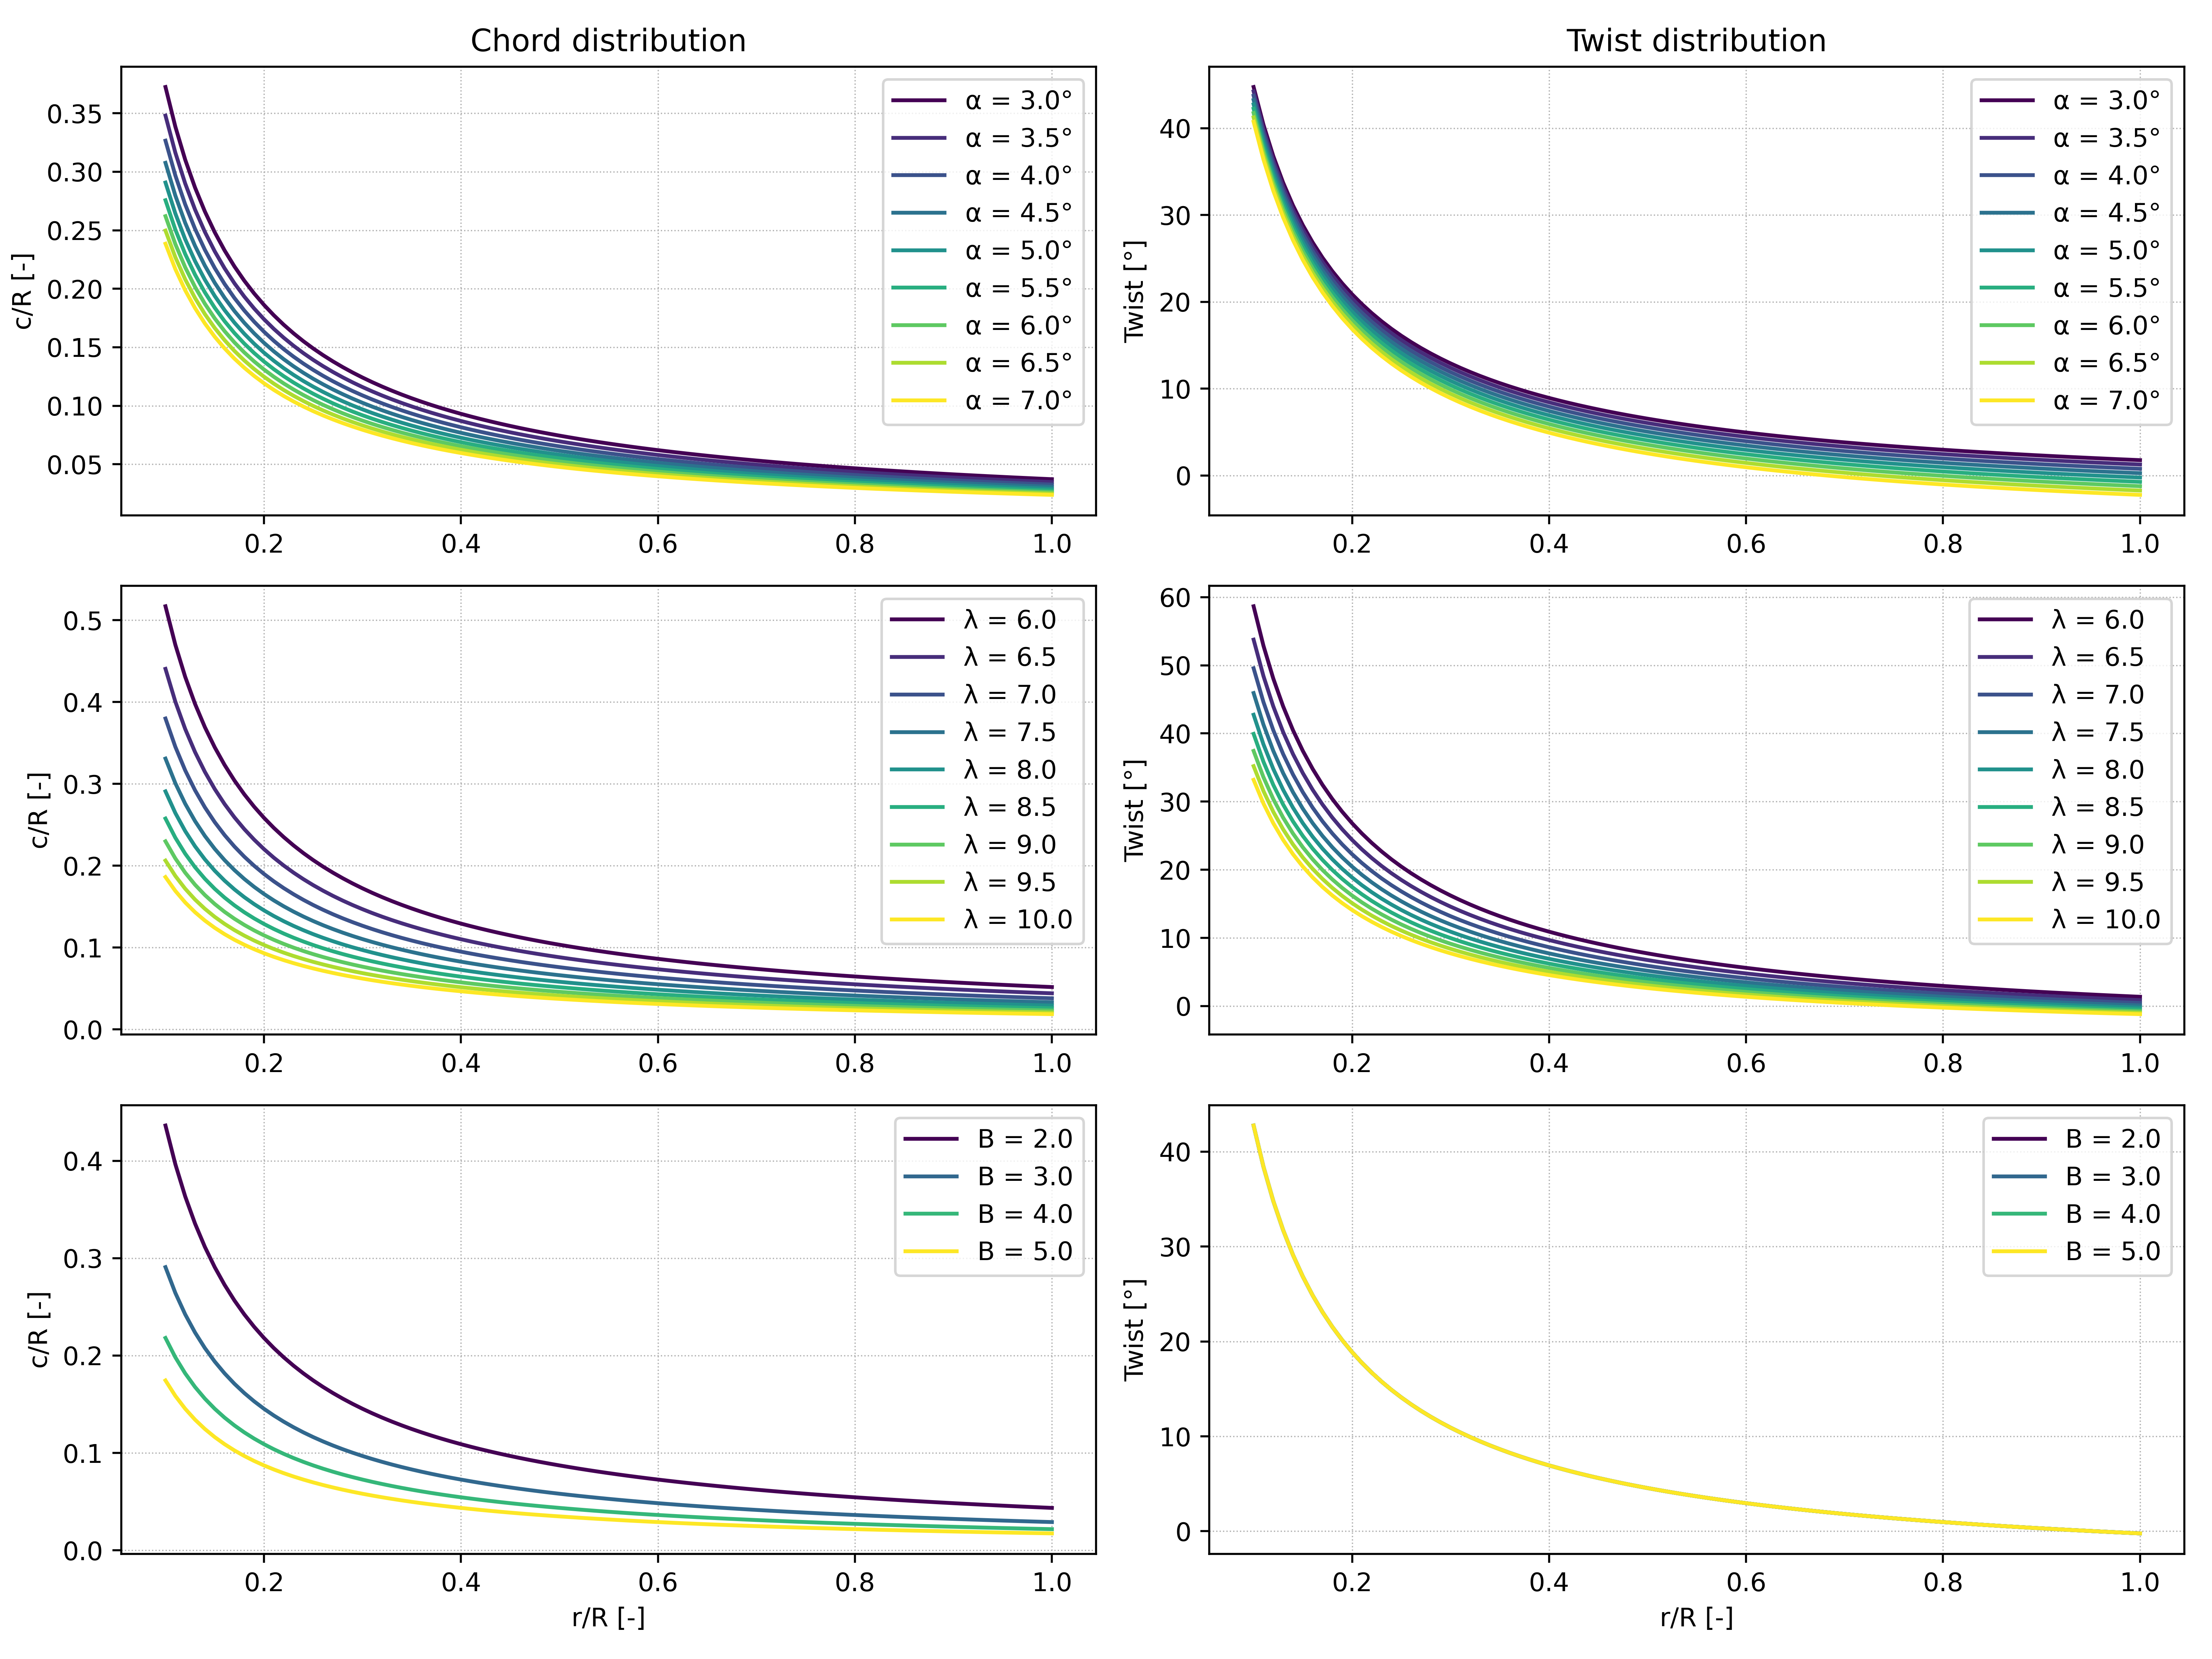 Chord distribution
c/R [-]
0.35
0.30
0.25
0.20
0.15
0.10
0.05
α = 3.0°
α = 3.5°
α = 4.0°
α = 4.5°
α = 5.0°
α = 5.5°
α = 6.0°
α = 6.5°
α = 7.0°
0.2 0.4 0.6 0.8 1.0
Twist distribution
Twist [°]
40
30
20
10
0
α = 3.0°
α = 3.5°
α = 4.0°
α = 4.5°
α = 5.0°
α = 5.5°
α = 6.0°
α = 6.5°
α = 7.0°
0.2 0.4 0.6 0.8 1.0
c/R [-]
0.5
0.4
0.3
0.2
0.1
0.0
λ = 6.0
λ = 6.5
λ = 7.0
λ = 7.5
λ = 8.0
λ = 8.5
λ = 9.0
λ = 9.5
λ = 10.0
0.2 0.4 0.6 0.8 1.0
Twist [°]
60
50
40
30
20
10
0
λ = 6.0
λ = 6.5
λ = 7.0
λ = 7.5
λ = 8.0
λ = 8.5
λ = 9.0
λ = 9.5
λ = 10.0
0.2 0.4 0.6 0.8 1.0
c/R [-]
0.4
0.3
0.2
0.1
0.0
B = 2.0
B = 3.0
B = 4.0
B = 5.0
0.2 0.4 0.6 0.8 1.0
r/R [-]
Twist [°]
40
30
20
10
0
B = 2.0
B = 3.0
B = 4.0
B = 5.0
0.2 0.4 0.6 0.8 1.0
r/R [-]